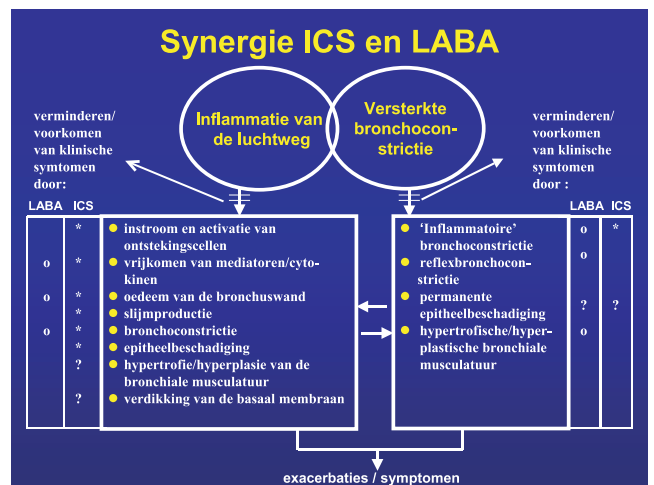 Synergie ICS en LABA
Inflammatie van
de luchtweg
Versterkte
bronchocon-
strictie
verminderen/
voorkomen
van klinische
symtomen
door:
LABA ICS
* instroom en activatie van
ontstekingscellen
o * vrijkomen van mediatoren/cyto-
kinen
o * oedeem van de bronchuswand
* slijmproductie
o * bronchoconstrictie
* epitheelbeschadiging
? hypertrofie/hyperplasie van de
bronchiale musculatuur
? verdikking van de basaal membraan
verminderen/
voorkomen
van klinische
symtomen
door :
LABA ICS
‘Inflammatoire’ o *
bronchoconstrictie
reflexbronchocon- o
strictie
permanente ? ?
epitheelbeschadiging
hypertrofische/hyper- o
plastische bronchiale
musculatuur
exacerbaties / symptomen